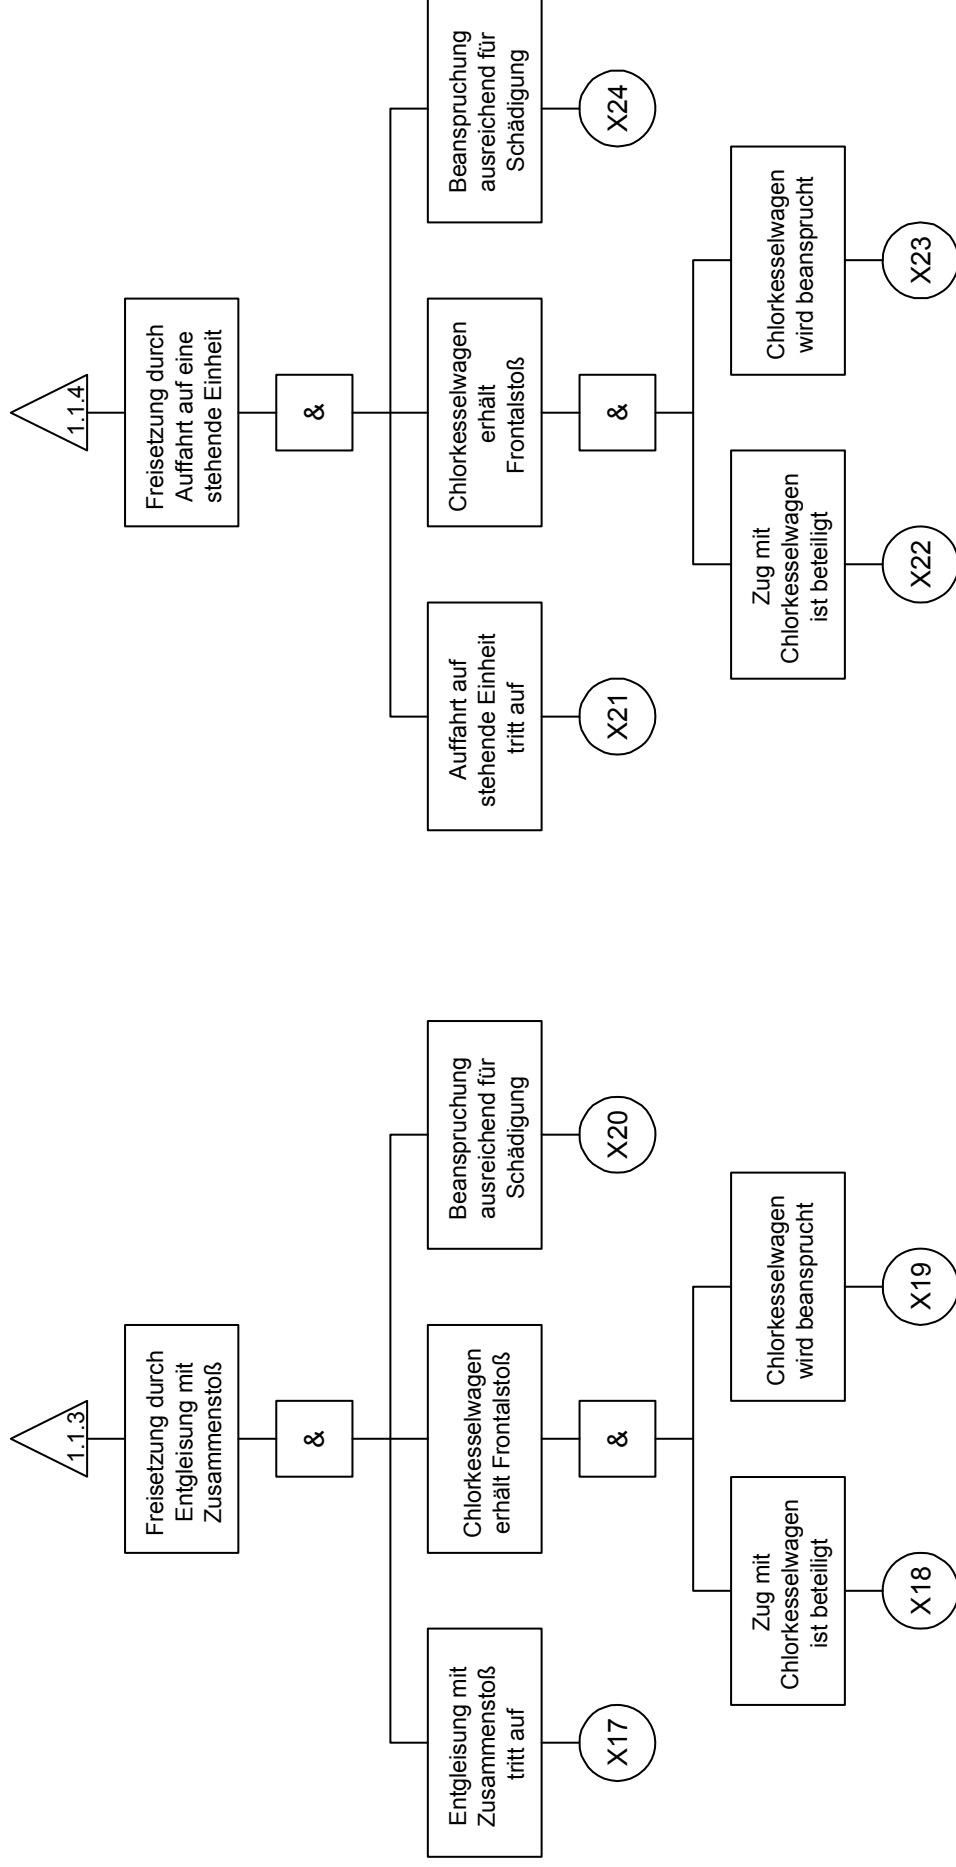 1.1.3
Freisetzung durch
Entgleisung mit
Zusammenstoß
&
Entgleisung mit
Zusammenstoß
tritt auf
X17
Chlorkesselwagen
erhält Frontalstoß
&
Beanspruchung
ausreichend für
Schädigung
X20
Zug mit
Chlorkesselwagen
ist beteiligt
X18
Chlorkesselwagen
wird beansprucht
X19
1.1.4
Freisetzung durch
Auffahrt auf eine
stehende Einheit
&
Auffahrt auf
stehende Einheit
tritt auf
X21
Chlorkesselwagen
erhält
Frontalstoß
&
Beanspruchung
ausreichend für
Schädigung
X24
Zug mit
Chlorkesselwagen
ist beteiligt
X22
Chlorkesselwagen
wird beansprucht
X23